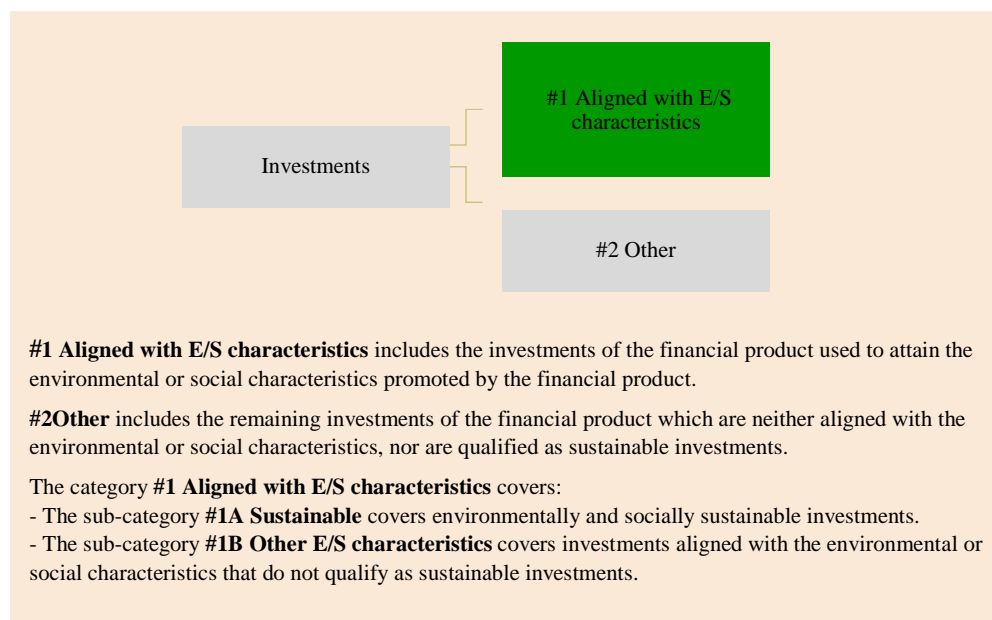 #1 Aligned with E/S
characteristics
Investments
#2 Other
#1 Aligned with E/S characteristics includes the investments of the financial product used to attain the
environmental or social characteristics promoted by the financial product.
#2Other includes the remaining investments of the financial product which are neither aligned with the
environmental or social characteristics, nor are qualified as sustainable investments.
The category #1 Aligned with E/S characteristics covers:
- The sub-category #1A Sustainable covers environmentally and socially sustainable investments.
- The sub-category #1B Other E/S characteristics covers investments aligned with the environmental or
social characteristics that do not qualify as sustainable investments.